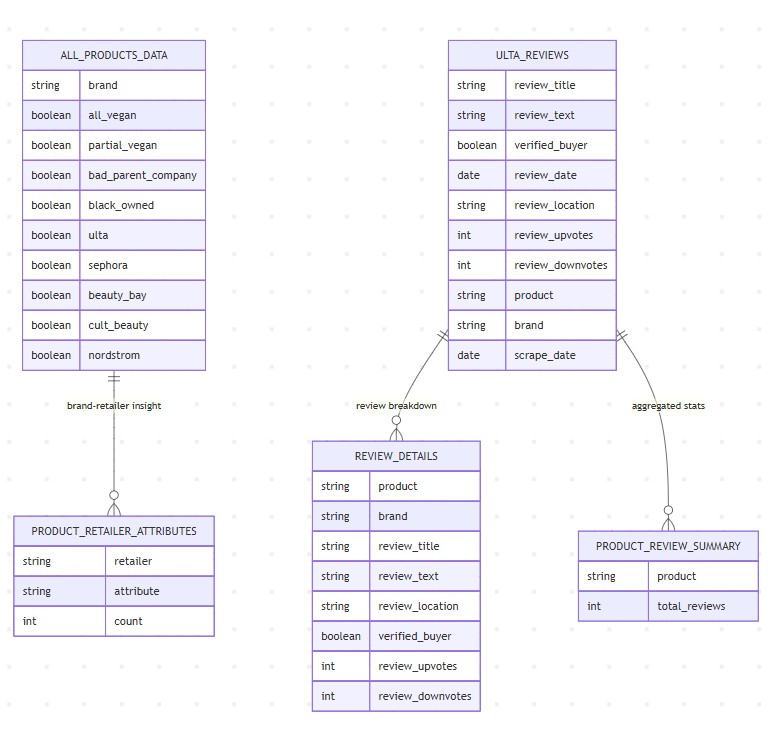 ALL_PRODUCTS_DATA
string brand
boolean all_vegan
boolean partial_vegan
boolean bad_parent_company
boolean black_owned
boolean ulta
boolean sephora
boolean beauty_bay
boolean cult_beauty
boolean nordstrom
brand-retailer insight
PRODUCT_RETAILER_ATTRIBUTES
string retailer
string attribute
int count
ULTA_REVIEWS
string review_title
string review_text
boolean verified_buyer
date review_date
string review_location
int review_upvotes
int review_downvotes
string product
string brand
date scrape_date
review breakdown
aggregated stats
REVIEW_DETAILS
string product
string brand
string review_title
string review_text
string review_location
boolean verified_buyer
int review_upvotes
int review_downvotes
PRODUCT_REVIEW_SUMMARY
string product
int total_reviews